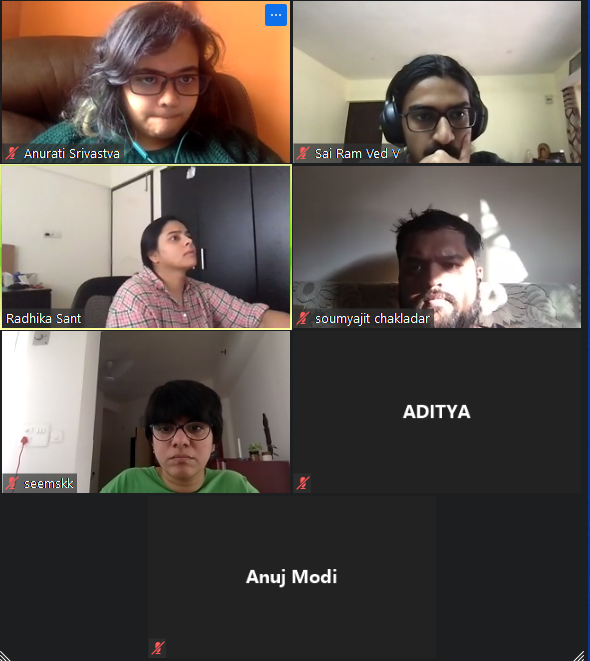 Anurati Srivastva
Sai Ram Ved V
Radhika Sant
soumyajit chakladar
seemskk
ADITYA
Anuj Modi